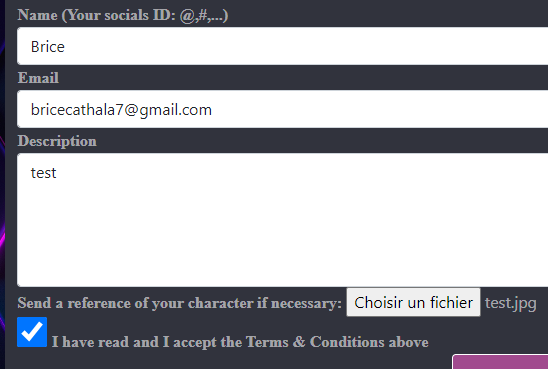 Name (Your socials ID: @,#,...)
Brice
Email
bricecathala7@gmail.com
Description
test
Send a reference of your character if necessary: Choisir un fichier test.jpg
I have read and I accept the Terms & Conditions above